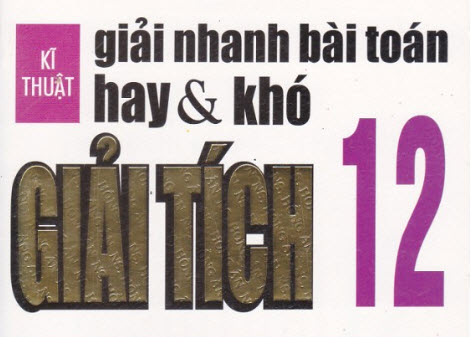 KĨ
THUẬT
giải nhanh bài toán
hay & khó
GIẢI TÍCH
12